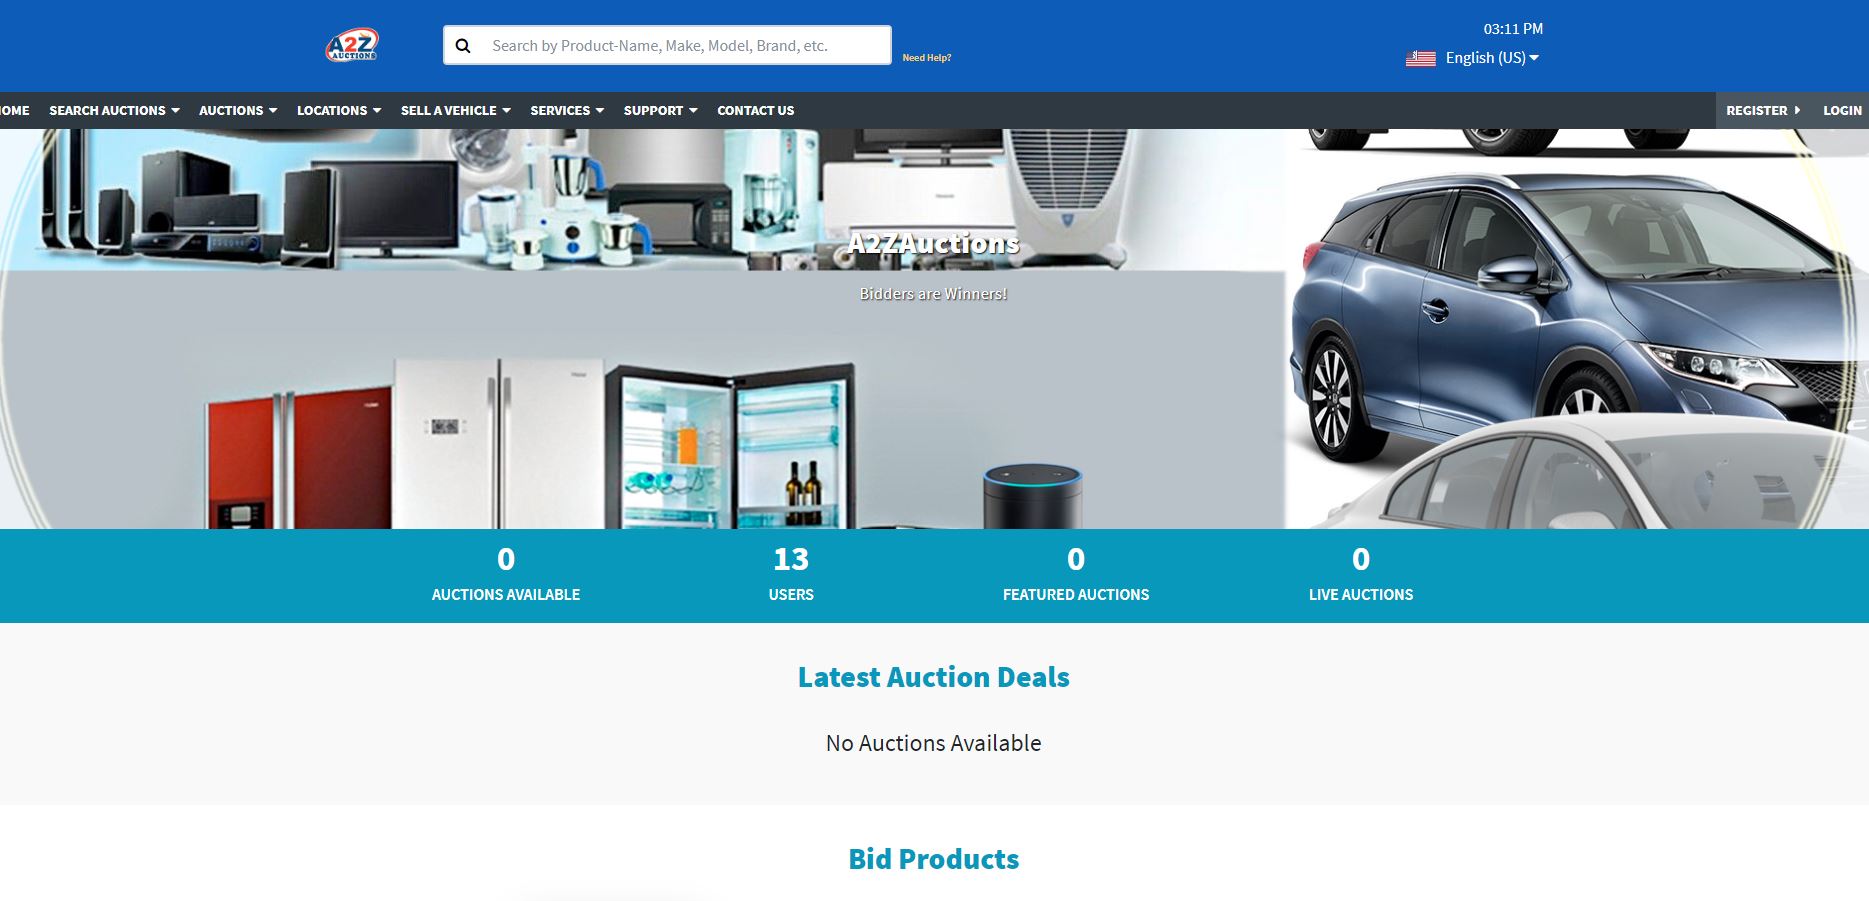 A2Z
AUCTIONS
Search by Product-Name, Make, Model, Brand, etc.
Need Help?
03:11 PM
English (US)
OME SEARCH AUCTIONS AUCTIONS LOCATIONS SELL A VEHICLE SERVICES SUPPORT CONTACT US REGISTER LOGIN
A2ZAuctions
Bidders are Winners!
0 13 0 0
AUCTIONS AVAILABLE USERS FEATURED AUCTIONS LIVE AUCTIONS
Latest Auction Deals
No Auctions Available
Bid Products